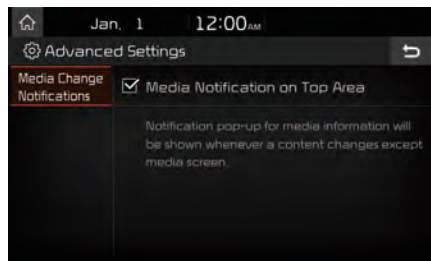 Jan. 1 12:00AM
Advanced Settings
Media Change
Notifications
Media Notification on Top Area
Notification pop-up for media information will
be shown whenever a content changes except
media screen.